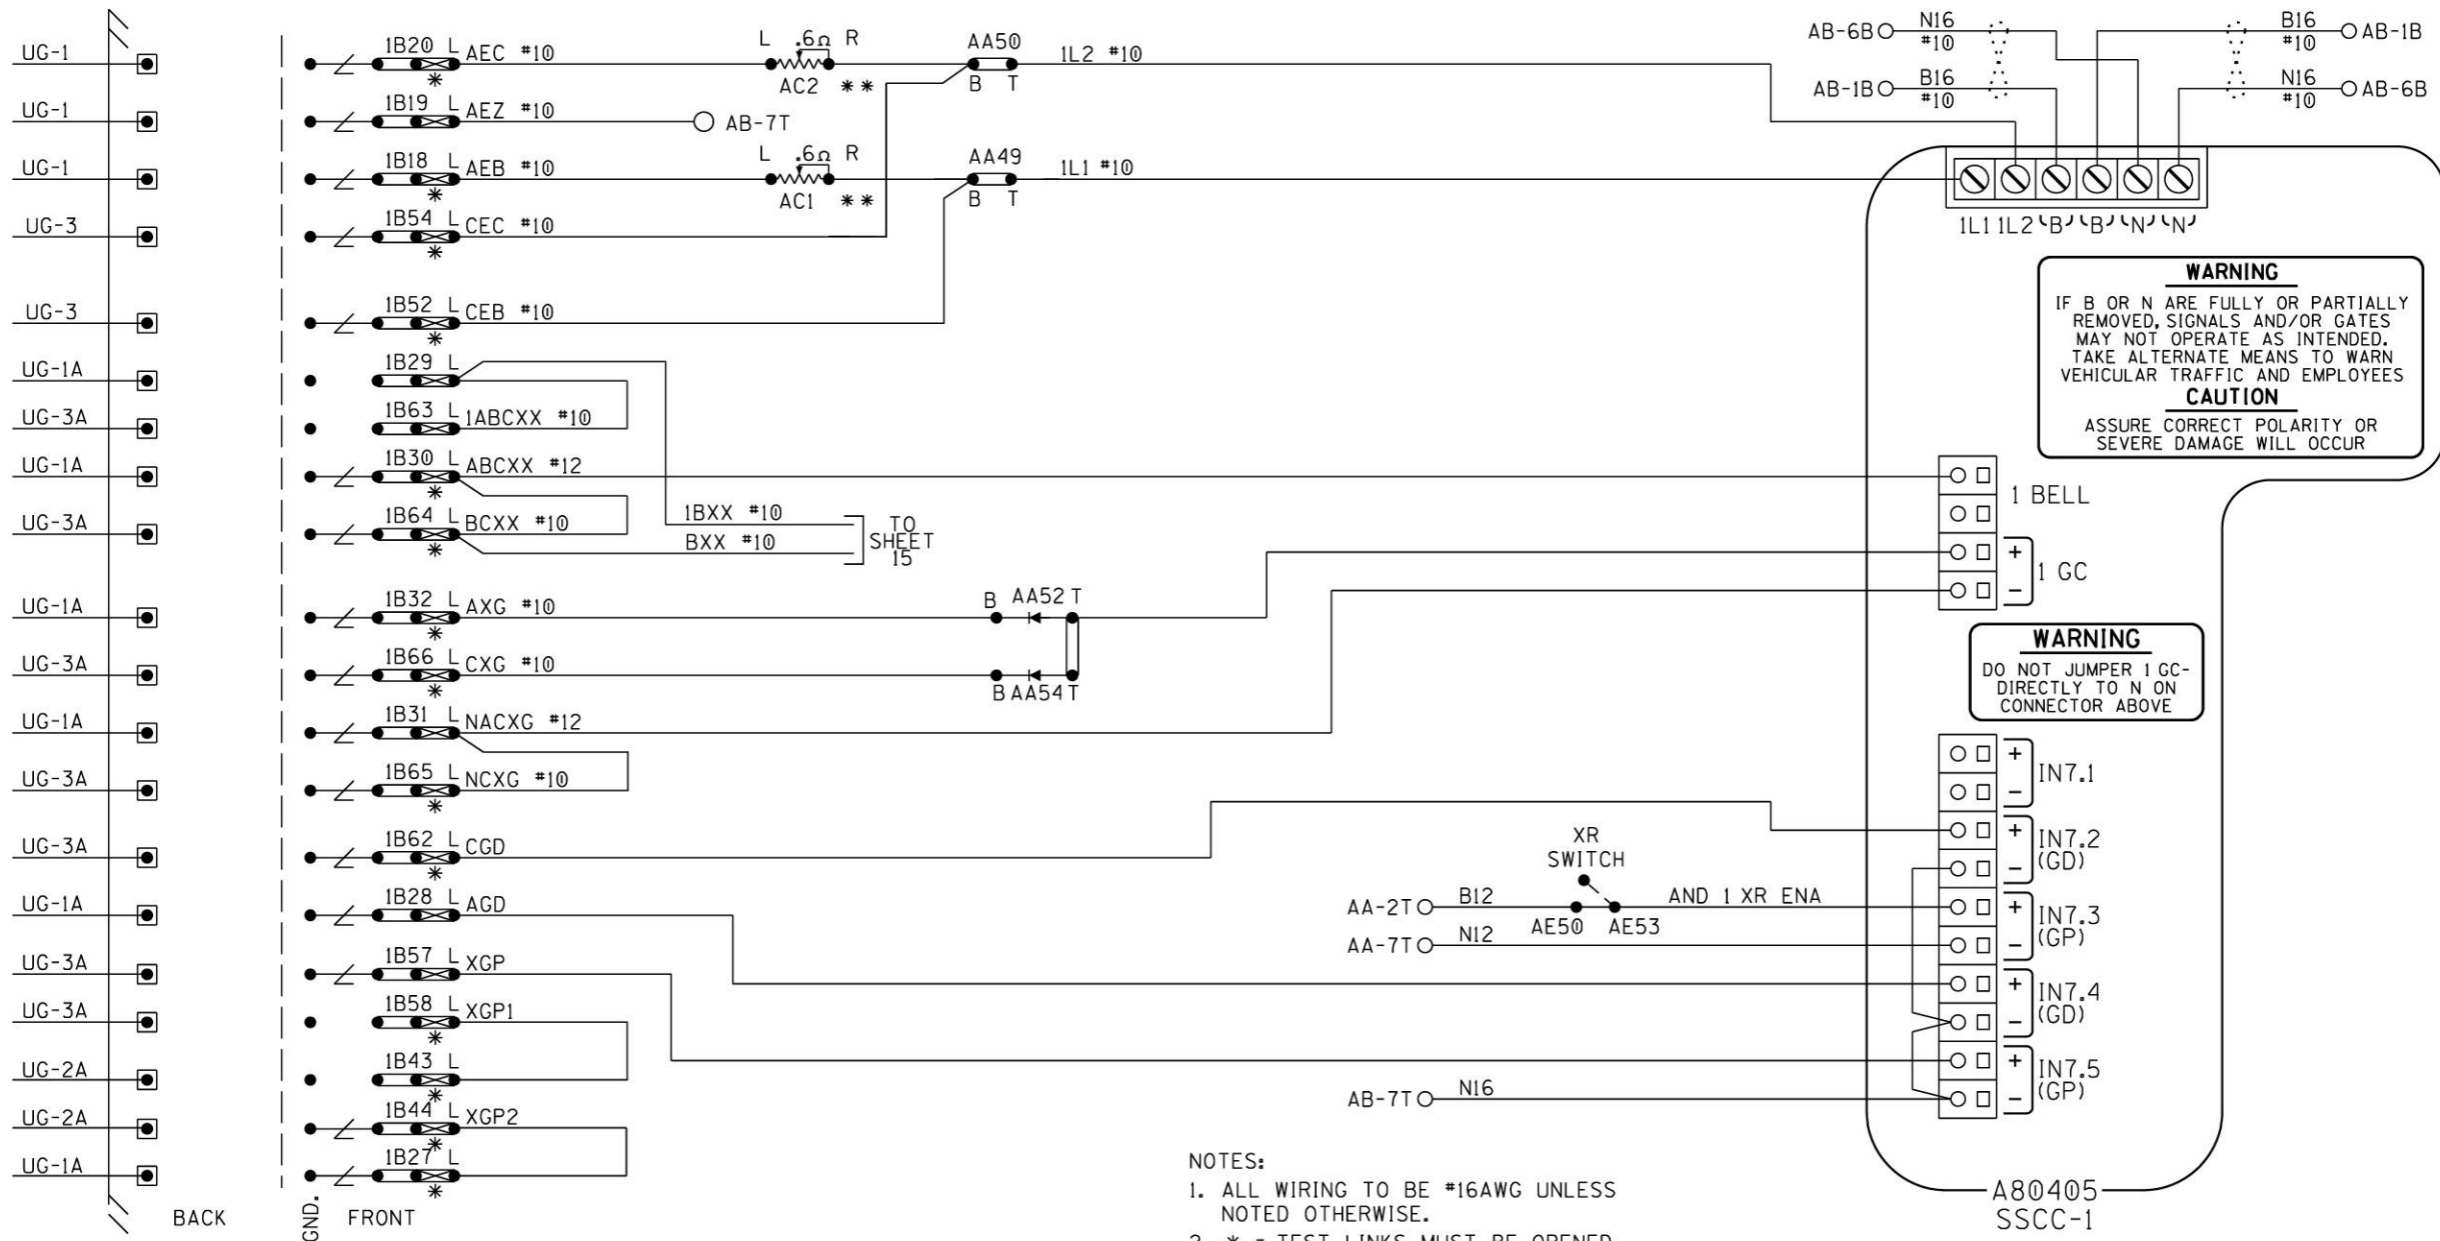 UG-1
1B20 L AEC #10
L .6Ω R
AC2 **
AA50
B T
1L2 #10
AB-6B N16 #10
B16 #10 AB-1B
AB-1B B16 #10
N16 #10 AB-6B
UG-1
1B19 L AEZ #10
AB-7T
UG-1
1B18 L AEB #10
L .6Ω R
AC1 **
AA49
B T
1L1 #10
UG-3
1B54 L CEC #10
1L1 1L2 'B' 'B' 'N' 'N'
UG-3
1B52 L CEB #10
WARNING
IF B OR N ARE FULLY OR PARTIALLY
REMOVED, SIGNALS AND/OR GATES
MAY NOT OPERATE AS INTENDED.
TAKE ALTERNATE MEANS TO WARN
VEHICULAR TRAFFIC AND EMPLOYEES
CAUTION
ASSURE CORRECT POLARITY OR
SEVERE DAMAGE WILL OCCUR
UG-1A
1B29 L
UG-3A
1B63 L 1ABCXX #10
UG-1A
1B30 L ABCXX #12
1 BELL
UG-3A
1B64 L BCXX #10
1BXX #10
BXX #10
TO
SHEET
15
+
1 GC
-
UG-1A
1B32 L AXG #10
B AA52 T
UG-3A
1B66 L CXG #10
B AA54 T
WARNING
DO NOT JUMPER 1 GC-
DIRECTLY TO N ON
CONNECTOR ABOVE
UG-1A
1B31 L NACXG #12
UG-3A
1B65 L NCXG #10
+
IN7.1
-
UG-3A
1B62 L CGD
+
IN7.2
(GD)
-
XR
SWITCH
UG-1A
1B28 L AGD
AA-2T B12
AE50 AE53
AND 1 XR ENA
+
IN7.3
(GP)
-
AA-7T N12
UG-3A
1B57 L XGP
+
IN7.4
(GD)
-
UG-3A
1B58 L XGP1
UG-2A
1B43 L
+
IN7.5
(GP)
-
AB-7T N16
UG-2A
1B44 L XGP2
UG-1A
1B27 L
BACK
GND.
FRONT
NOTES:
1. ALL WIRING TO BE #16AWG UNLESS
NOTED OTHERWISE.
2. * - TEST LINKS MUST BE OPENED
A80405
SSCC-1